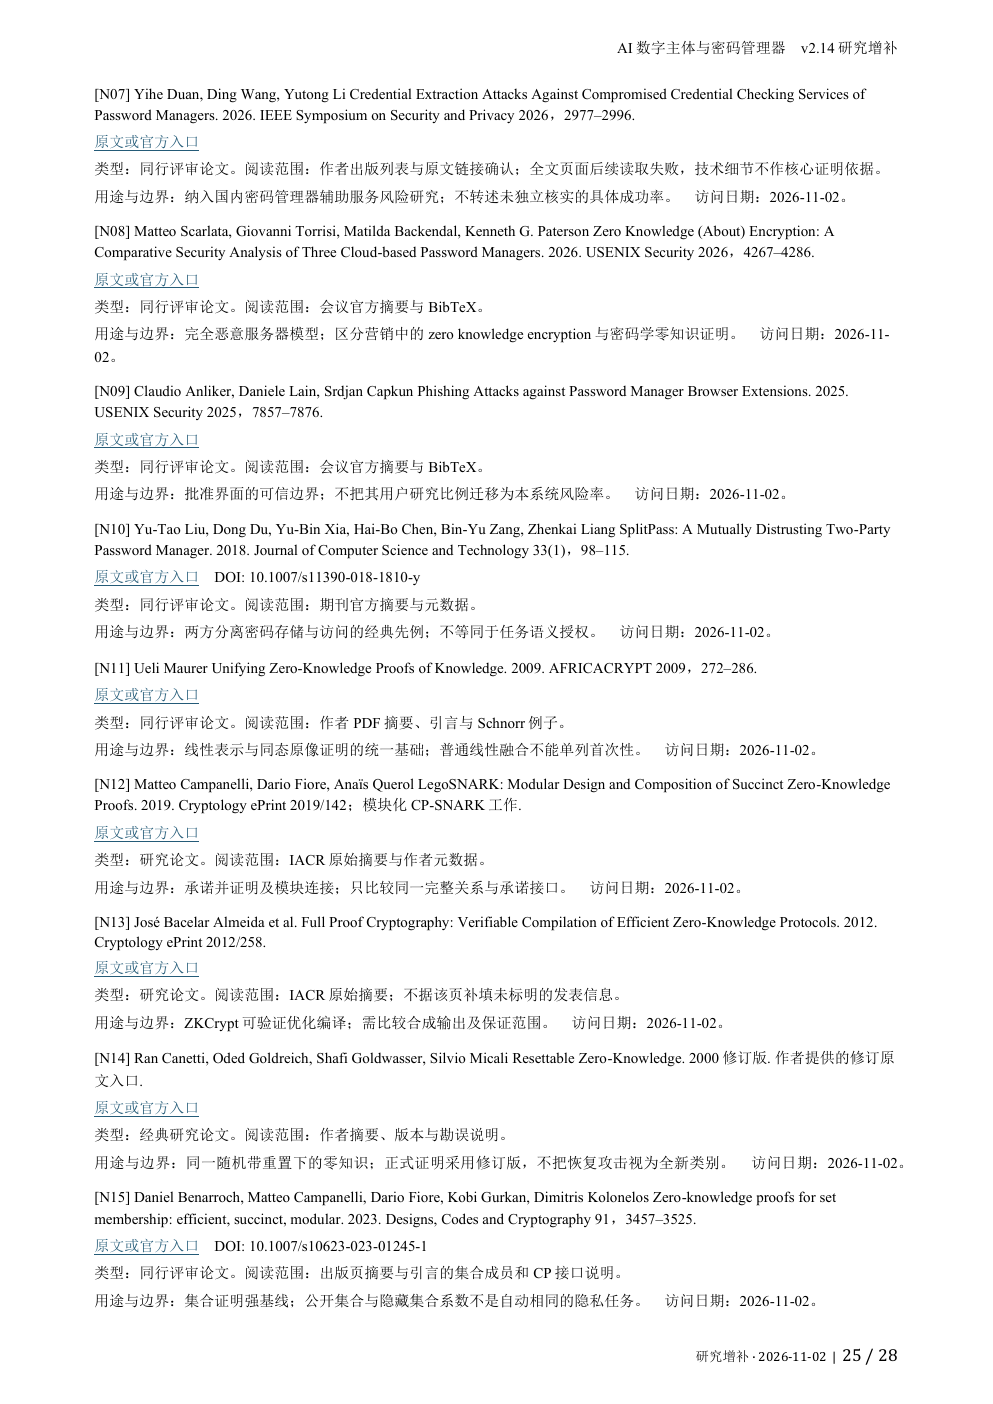 AI 数字主体与密码管理器 v2.14 研究增补
[N07] Yihe Duan, Ding Wang, Yutong Li Credential Extraction Attacks Against Compromised Credential Checking Services of
Password Managers. 2026. IEEE Symposium on Security and Privacy 2026，2977–2996.
原文或官方入口
类型：同行评审论文。阅读范围：作者出版列表与原文链接确认；全文页面后续读取失败，技术细节不作核心证明依据。
用途与边界：纳入国内密码管理器辅助服务风险研究；不转述未独立核实的具体成功率。 访问日期：2026-11-02。
[N08] Matteo Scarlata, Giovanni Torrisi, Matilda Backendal, Kenneth G. Paterson Zero Knowledge (About) Encryption: A
Comparative Security Analysis of Three Cloud-based Password Managers. 2026. USENIX Security 2026，4267–4286.
原文或官方入口
类型：同行评审论文。阅读范围：会议官方摘要与 BibTeX。
用途与边界：完全恶意服务器模型；区分营销中的 zero knowledge encryption 与密码学零知识证明。 访问日期：2026-11-
02。
[N09] Claudio Anliker, Daniele Lain, Srdjan Capkun Phishing Attacks against Password Manager Browser Extensions. 2025.
USENIX Security 2025，7857–7876.
原文或官方入口
类型：同行评审论文。阅读范围：会议官方摘要与 BibTeX。
用途与边界：批准界面的可信边界；不把其用户研究比例迁移为本系统风险率。 访问日期：2026-11-02。
[N10] Yu-Tao Liu, Dong Du, Yu-Bin Xia, Hai-Bo Chen, Bin-Yu Zang, Zhenkai Liang SplitPass: A Mutually Distrusting Two-Party
Password Manager. 2018. Journal of Computer Science and Technology 33(1)，98–115.
原文或官方入口 DOI: 10.1007/s11390-018-1810-y
类型：同行评审论文。阅读范围：期刊官方摘要与元数据。
用途与边界：两方分离密码存储与访问的经典先例；不等同于任务语义授权。 访问日期：2026-11-02。
[N11] Ueli Maurer Unifying Zero-Knowledge Proofs of Knowledge. 2009. AFRICACRYPT 2009，272–286.
原文或官方入口
类型：同行评审论文。阅读范围：作者 PDF 摘要、引言与 Schnorr 例子。
用途与边界：线性表示与同态原像证明的统一基础；普通线性融合不能单列首次性。 访问日期：2026-11-02。
[N12] Matteo Campanelli, Dario Fiore, Anaïs Querol LegoSNARK: Modular Design and Composition of Succinct Zero-Knowledge
Proofs. 2019. Cryptology ePrint 2019/142；模块化 CP-SNARK 工作.
原文或官方入口
类型：研究论文。阅读范围：IACR 原始摘要与作者元数据。
用途与边界：承诺并证明及模块连接；只比较同一完整关系与承诺接口。 访问日期：2026-11-02。
[N13] José Bacelar Almeida et al. Full Proof Cryptography: Verifiable Compilation of Efficient Zero-Knowledge Protocols. 2012.
Cryptology ePrint 2012/258.
原文或官方入口
类型：研究论文。阅读范围：IACR 原始摘要；不据该页补填未标明的发表信息。
用途与边界：ZKCrypt 可验证优化编译；需比较合成输出及保证范围。 访问日期：2026-11-02。
[N14] Ran Canetti, Oded Goldreich, Shafi Goldwasser, Silvio Micali Resettable Zero-Knowledge. 2000 修订版. 作者提供的修订原
文入口.
原文或官方入口
类型：经典研究论文。阅读范围：作者摘要、版本与勘误说明。
用途与边界：同一随机带重置下的零知识；正式证明采用修订版，不把恢复攻击视为全新类别。 访问日期：2026-11-02。
[N15] Daniel Benarroch, Matteo Campanelli, Dario Fiore, Kobi Gurkan, Dimitris Kolonelos Zero-knowledge proofs for set
membership: efficient, succinct, modular. 2023. Designs, Codes and Cryptography 91，3457–3525.
原文或官方入口 DOI: 10.1007/s10623-023-01245-1
类型：同行评审论文。阅读范围：出版页摘要与引言的集合成员和 CP 接口说明。
用途与边界：集合证明强基线；公开集合与隐藏集合系数不是自动相同的隐私任务。 访问日期：2026-11-02。
研究增补 · 2026-11-02 | 25 / 28